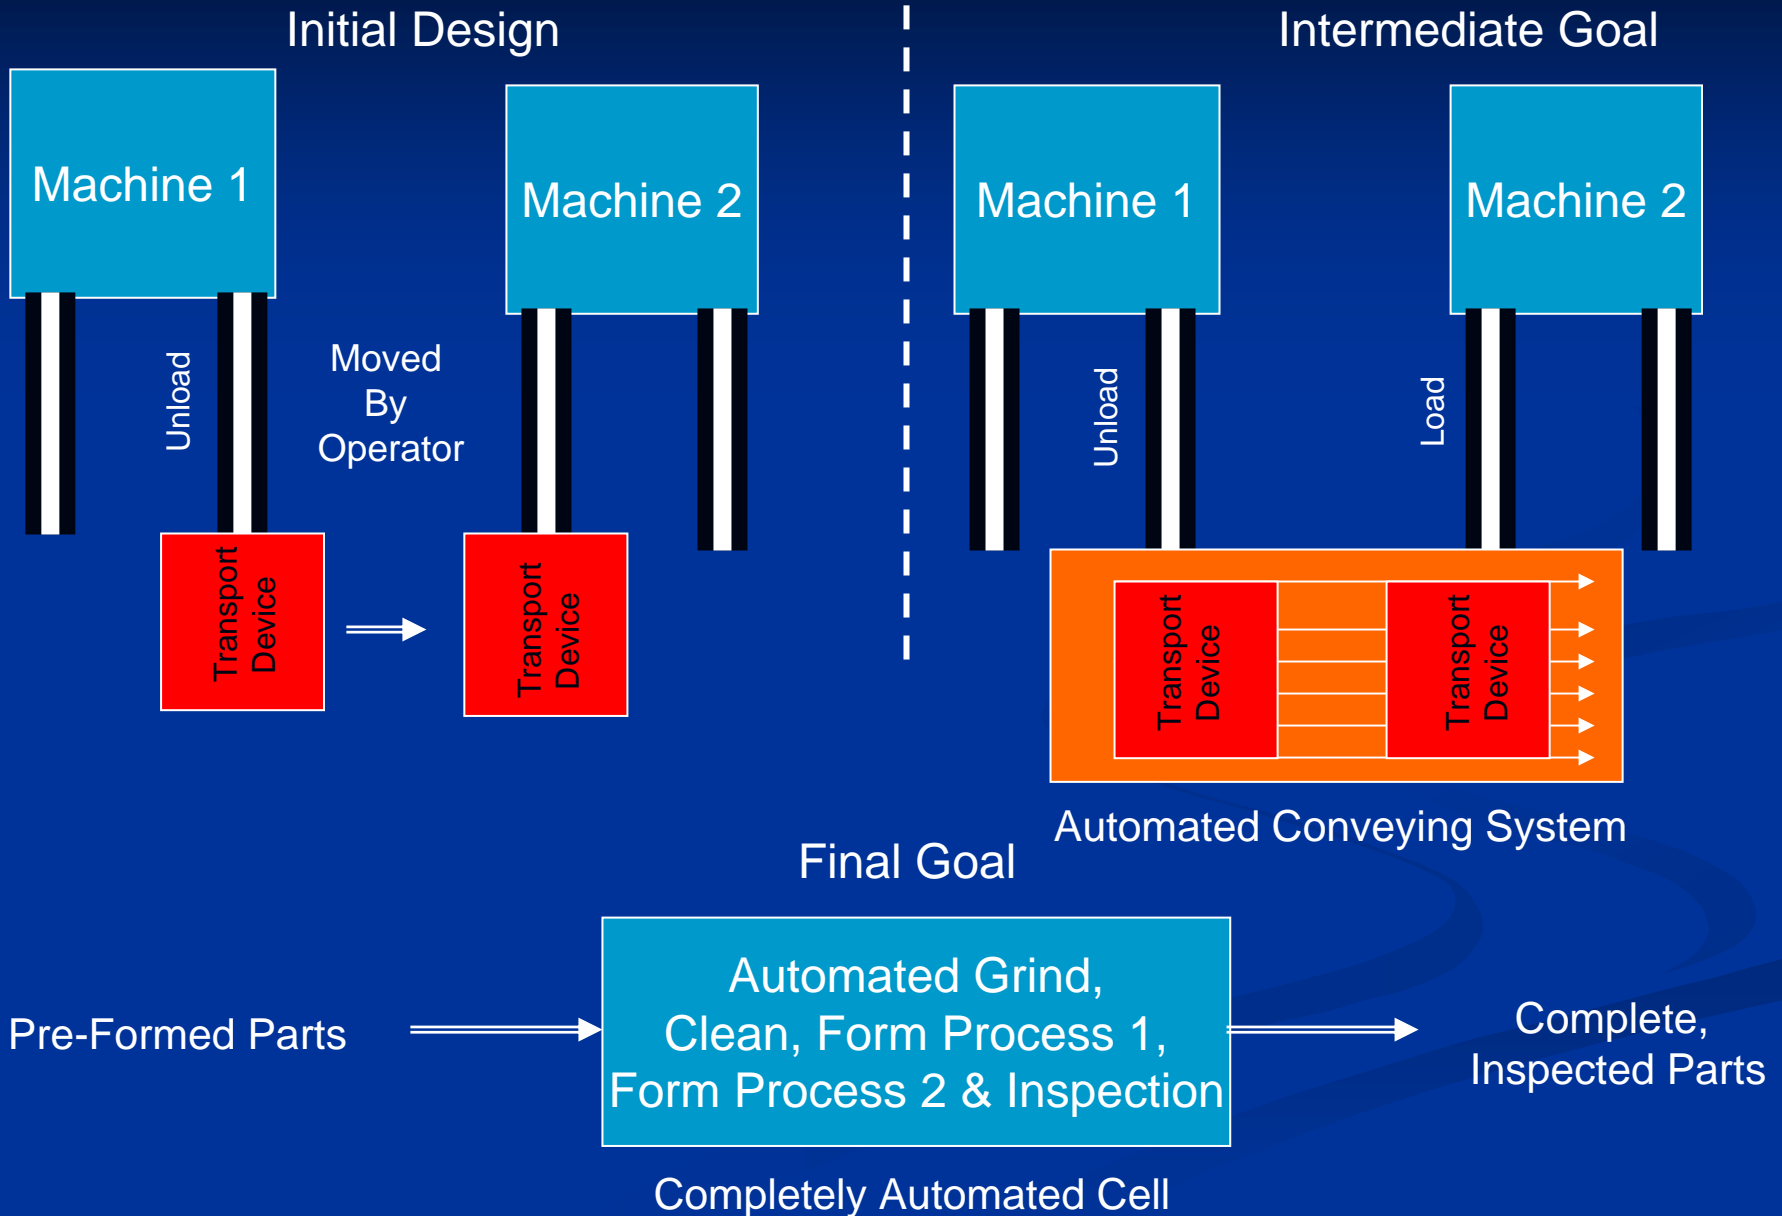 Initial Design
Machine 1
Machine 2
Unload
Moved
By
Operator
Transport
Device
Transport
Device
Intermediate Goal
Machine 1
Machine 2
Unload
Load
Transport
Device
Transport
Device
Automated Conveying System
Final Goal
Pre-Formed Parts
Automated Grind,
Clean, Form Process 1,
Form Process 2 & Inspection
Complete,
Inspected Parts
Completely Automated Cell